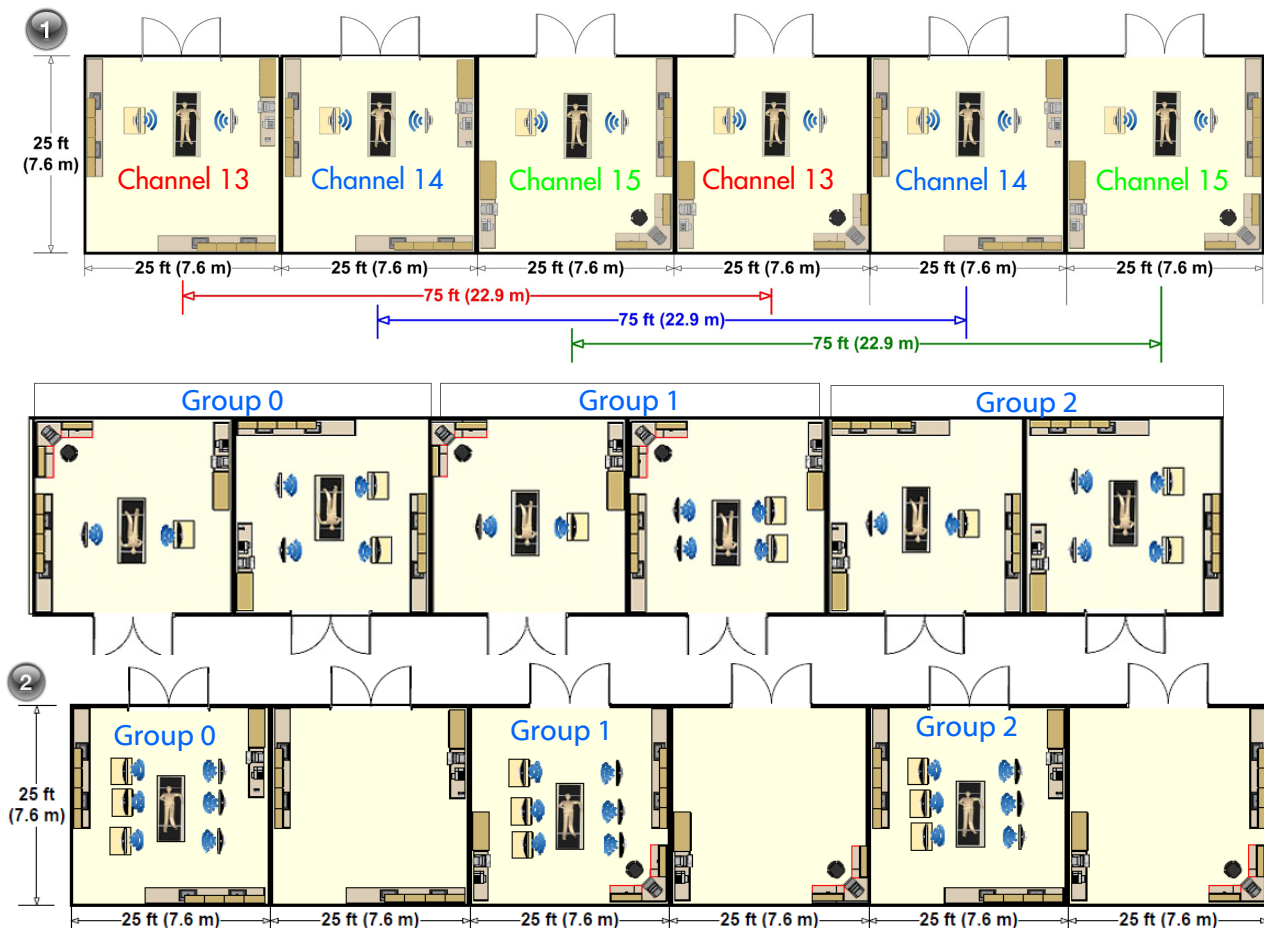 1
25 ft
(7.6 m)
Channel 13
Channel 14
Channel 15
Channel 13
Channel 14
Channel 15
25 ft (7.6 m)
25 ft (7.6 m)
25 ft (7.6 m)
25 ft (7.6 m)
25 ft (7.6 m)
25 ft (7.6 m)
75 ft (22.9 m)
75 ft (22.9 m)
75 ft (22.9 m)
Group 0
Group 1
Group 2
2
25 ft
(7.6 m)
Group 0
Group 1
Group 2
25 ft (7.6 m)
25 ft (7.6 m)
25 ft (7.6 m)
25 ft (7.6 m)
25 ft (7.6 m)
25 ft (7.6 m)